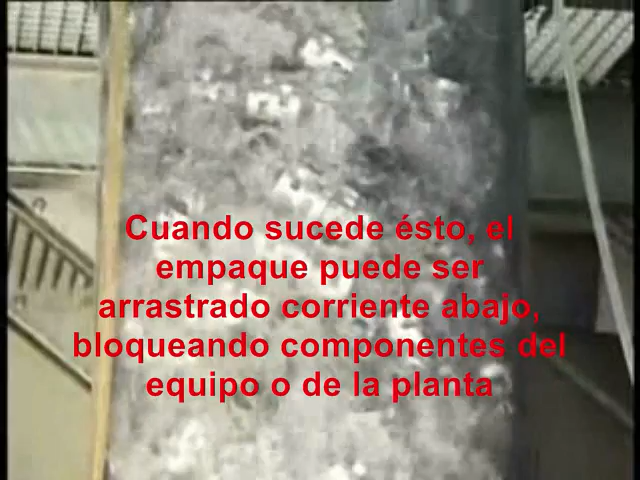 Cuando sucede ésto, el
empaque puede ser
arrastrado corriente abajo,
bloqueando componentes del
equipo o de la planta